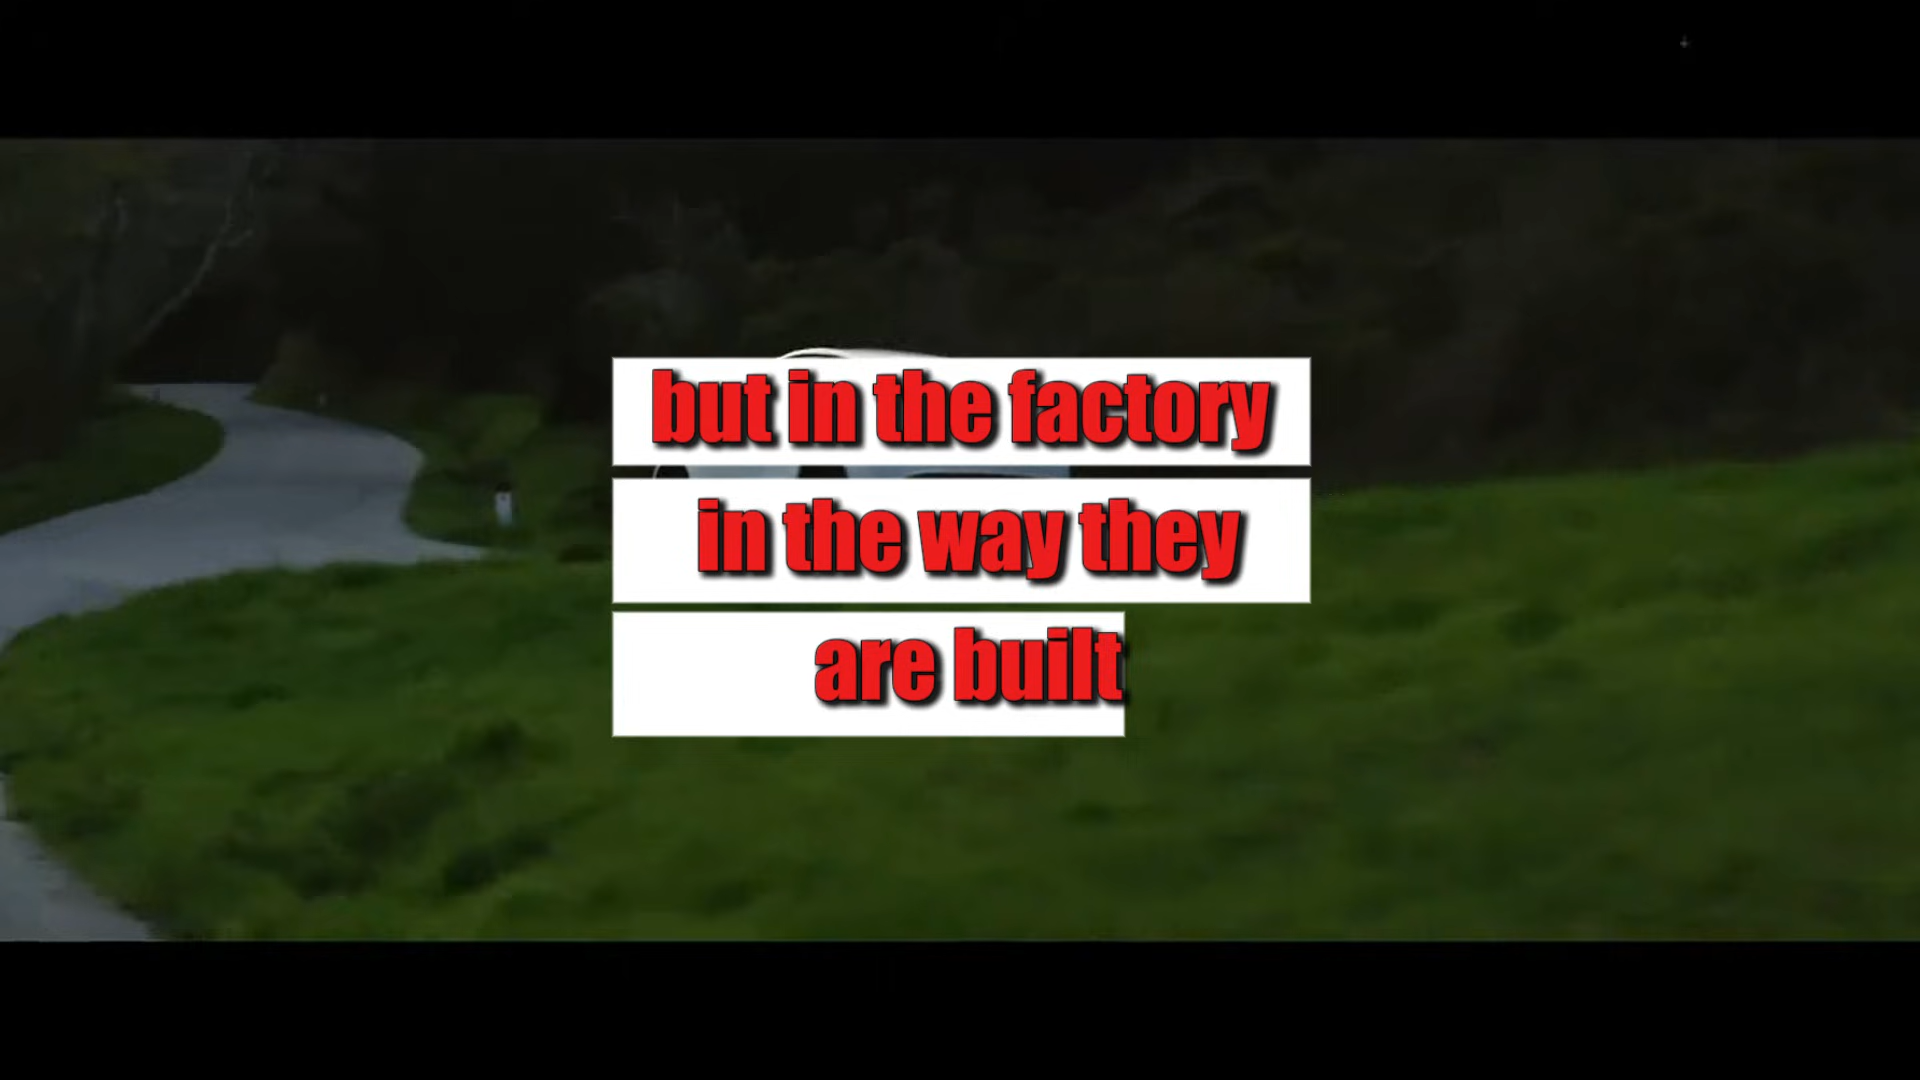 but in the factory
in the way they
are built